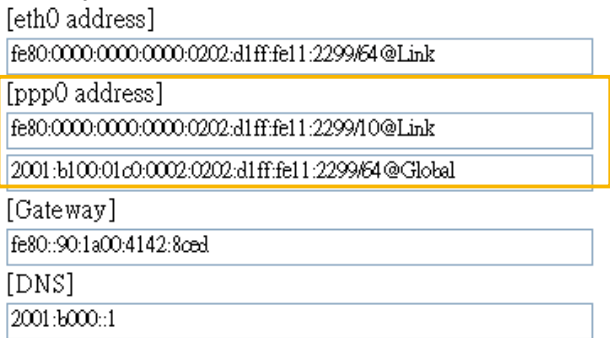 [eth0 address]
fe80:0000:0000:0000:0202:d1ff:fe11:2299/64@Link
[ppp0 address]
fe80:0000:0000:0000:0202:d1ff:fe11:2299/10@Link
2001:b100:01c0:0002:0202:d1ff:fe11:2299/64@Global
[Gateway]
fe80::90:1a00:4142:8ced
[DNS]
2001:b000::1